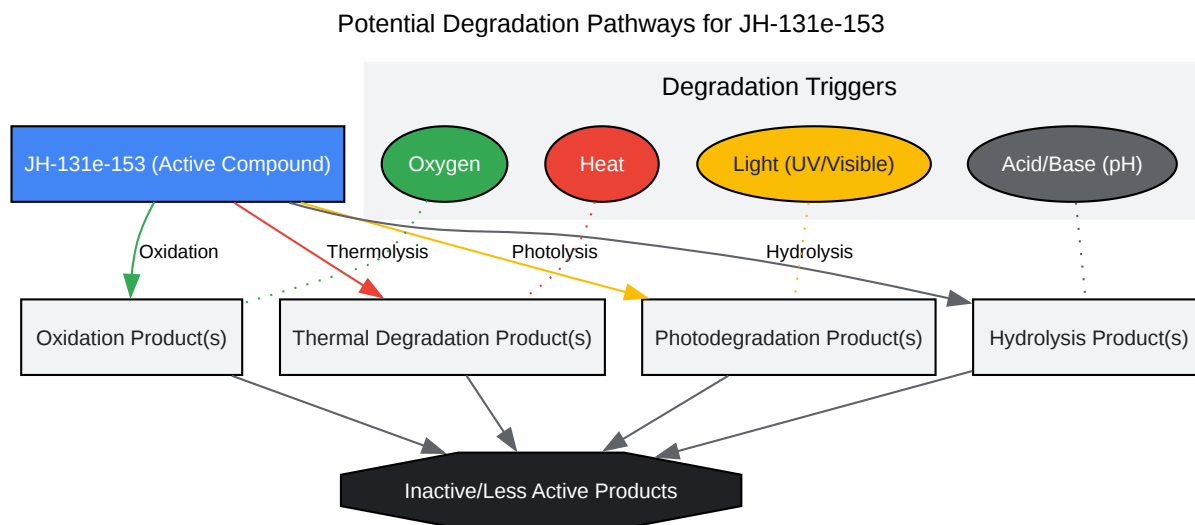 Potential Degradation Pathways for JH-131e-153
Degradation Triggers
JH-131e-153 (Active Compound)
Oxygen
Heat
Light (UV/Visible)
Acid/Base (pH)
Oxidation
Thermolysis
Photolysis
Hydrolysis
Oxidation Product(s)
Thermal Degradation Product(s)
Photodegradation Product(s)
Hydrolysis Product(s)
Inactive/Less Active Products